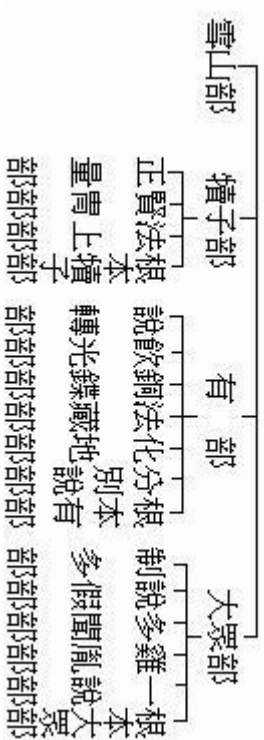 雪山部
犢子部
有部
大眾部
正量部
賢冑部
法上部
根本犢子部
說轉部
飲光部
銅鍱部
法藏部
化地部
分別說部
根本有部
制多部
說假部
多聞部
雞胤部
一說部
根本大眾部